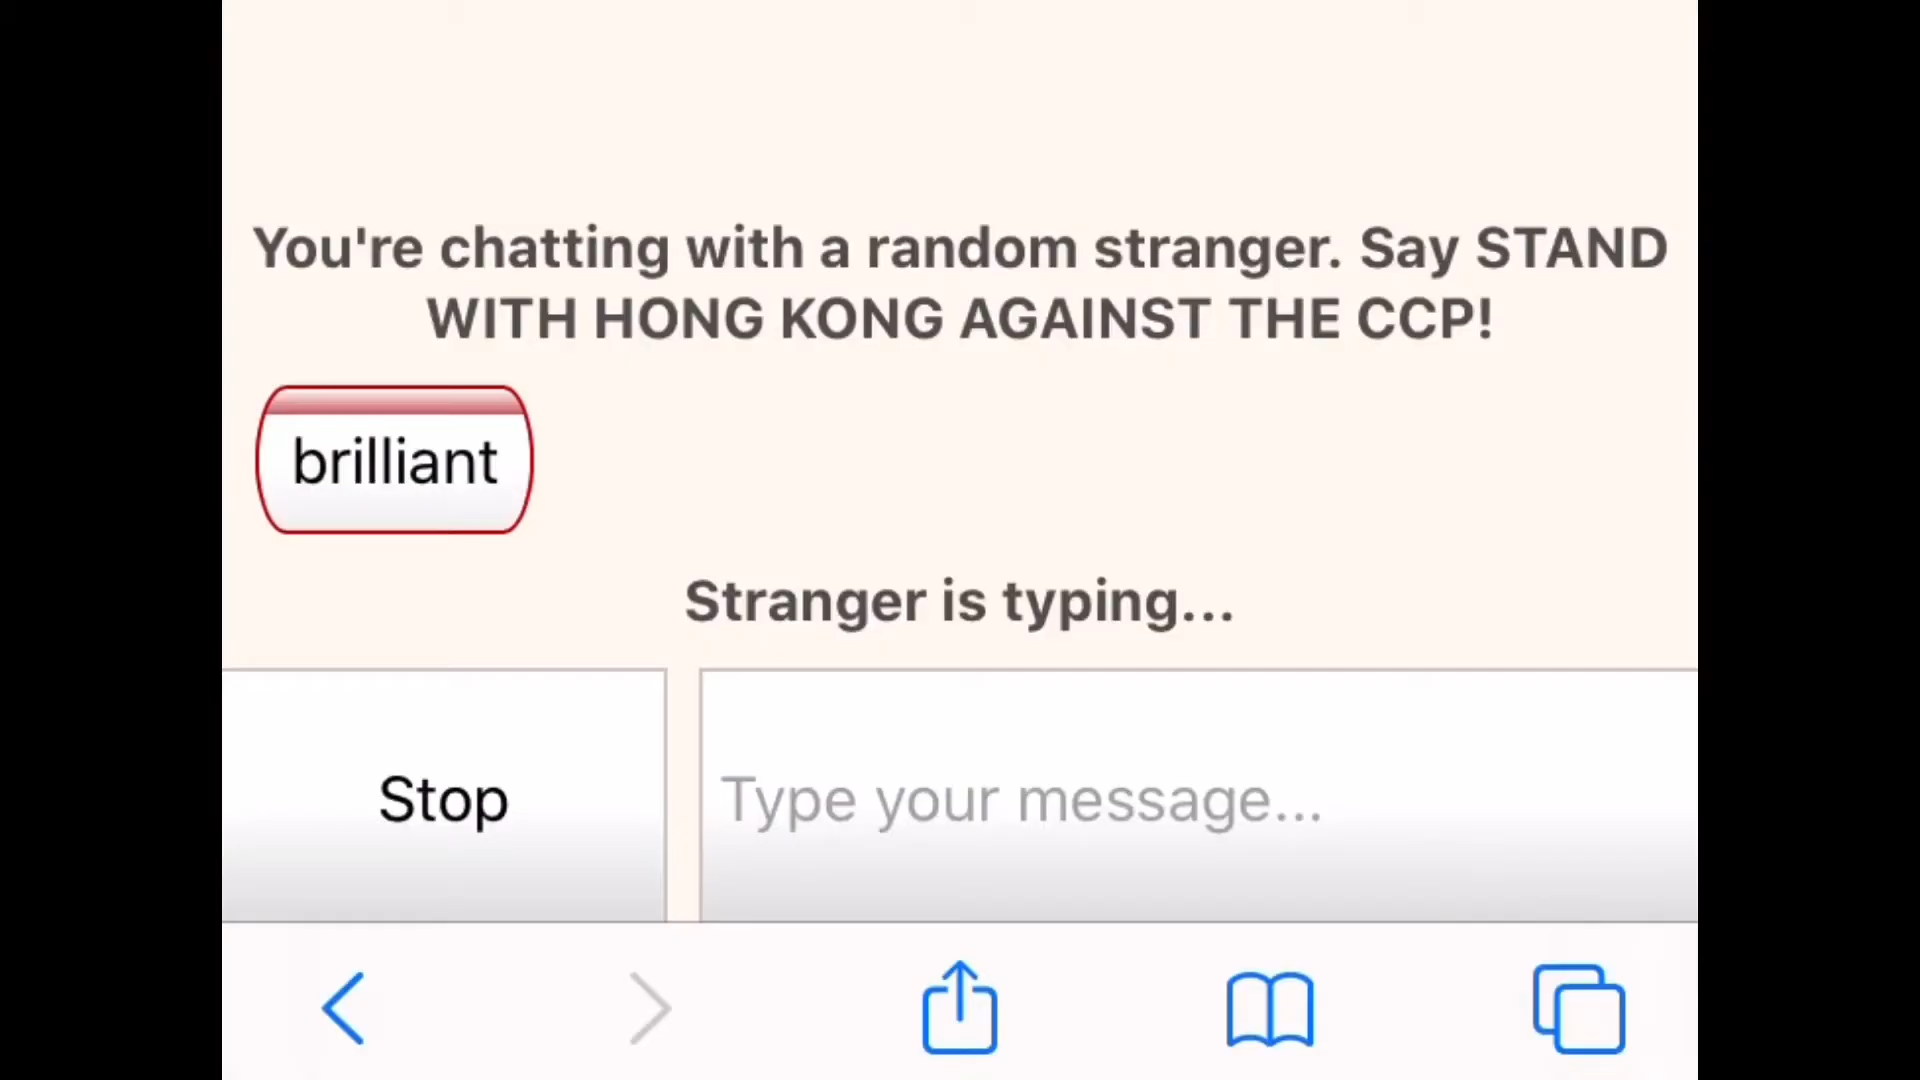 You're chatting with a random stranger. Say STAND
WITH HONG KONG AGAINST THE CCP!
brilliant
Stranger is typing...
Stop
Type your message...